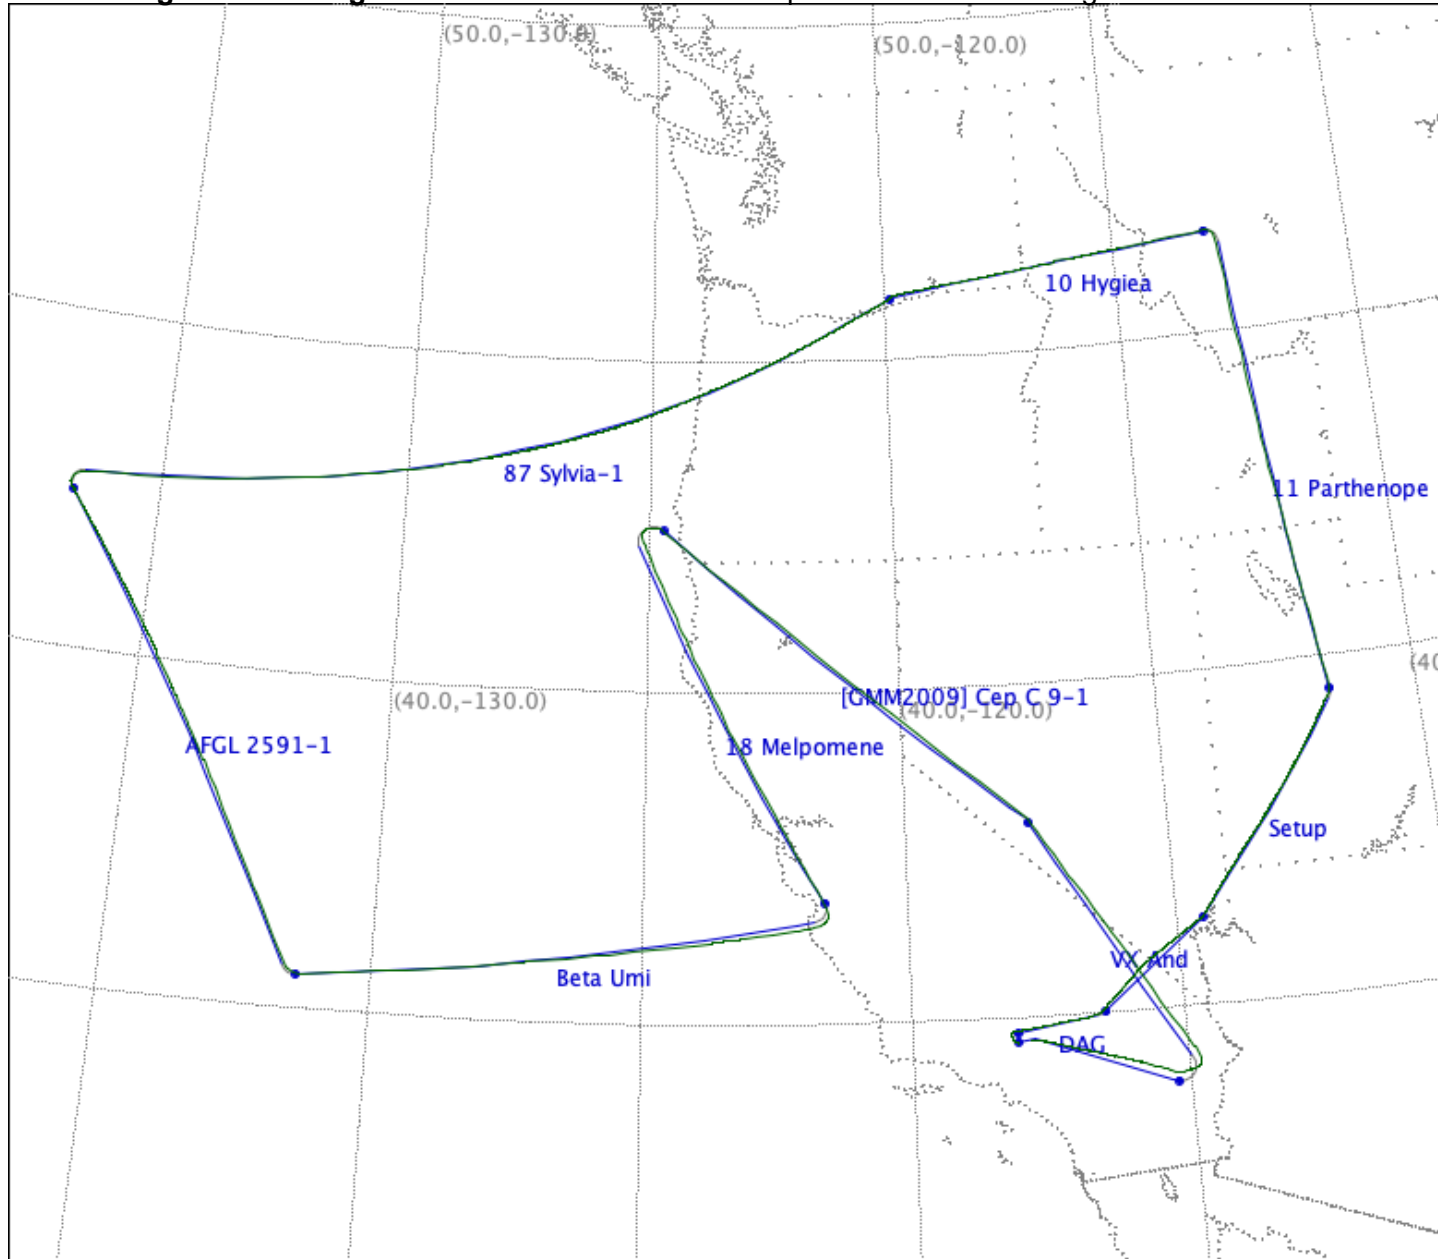 (50.0,-130.0)
(50.0,-120.0)
10 Hygiea
87 Sylvia-1
11 Parthenope
(40
(40.0,-130.0)
[GMM2009] Cep C 9-1
(40.0,-120.0)
AFGL 2591-1
18 Melpomene
Setup
VX And
Beta Umi
DAG